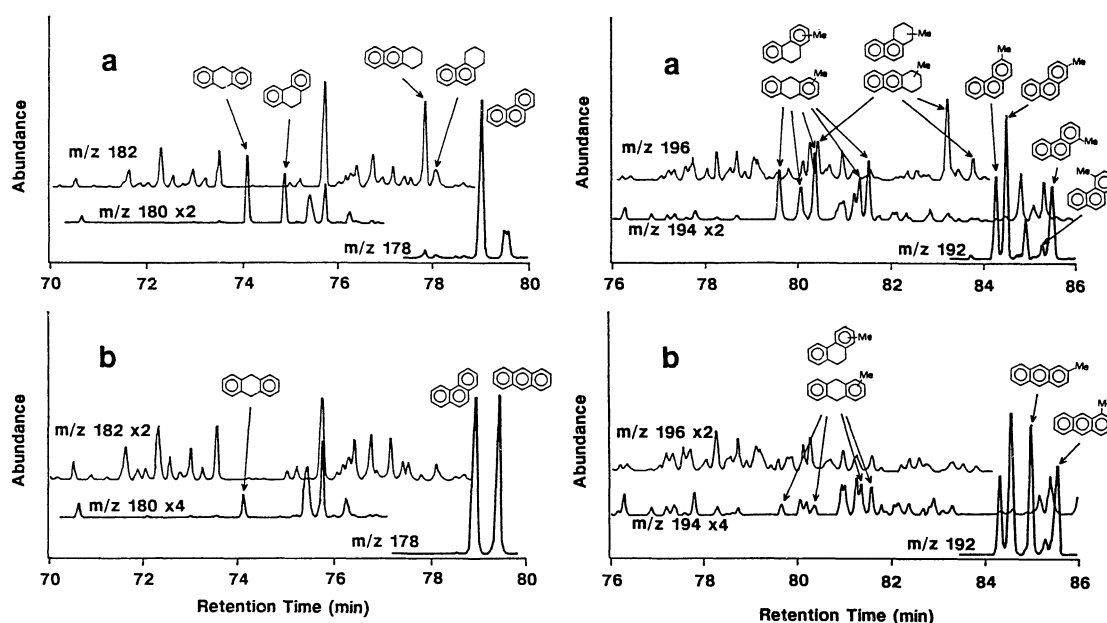 a
Abundance
m/z 182
m/z 180 x2
m/z 178
70 72 74 76 78 80
a
Abundance
Me
Me
Me
Me
Me
Me
Me
Me
m/z 196
m/z 194 x2
m/z 192
76 78 80 82 84 86
b
Abundance
m/z 182 x2
m/z 180 x4
m/z 178
70 72 74 76 78 80
Retention Time (min)
b
Abundance
Me
Me
Me
m/z 196 x2
m/z 194 x4
m/z 192
76 78 80 82 84 86
Retention Time (min)